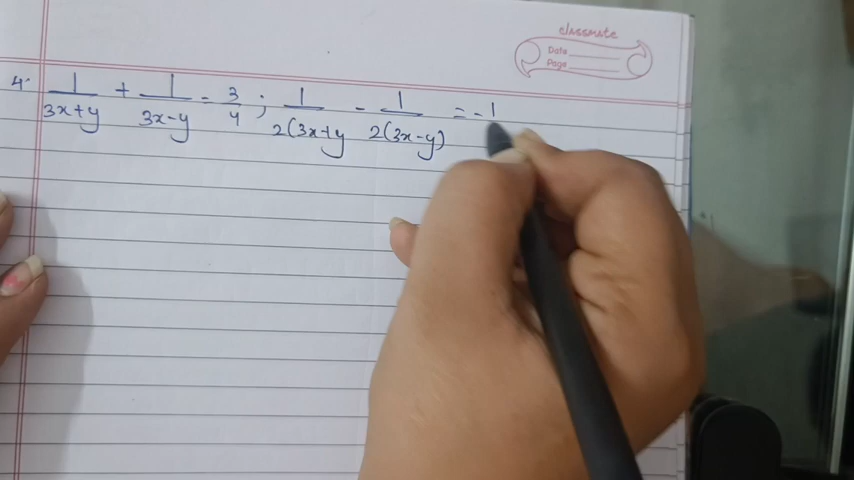 classmate
Date
Page
4. 1/(3x+y) + 1/(3x-y) = 3/4 ; 1/(2(3x+y) - 1/(2(3x-y)) = -1